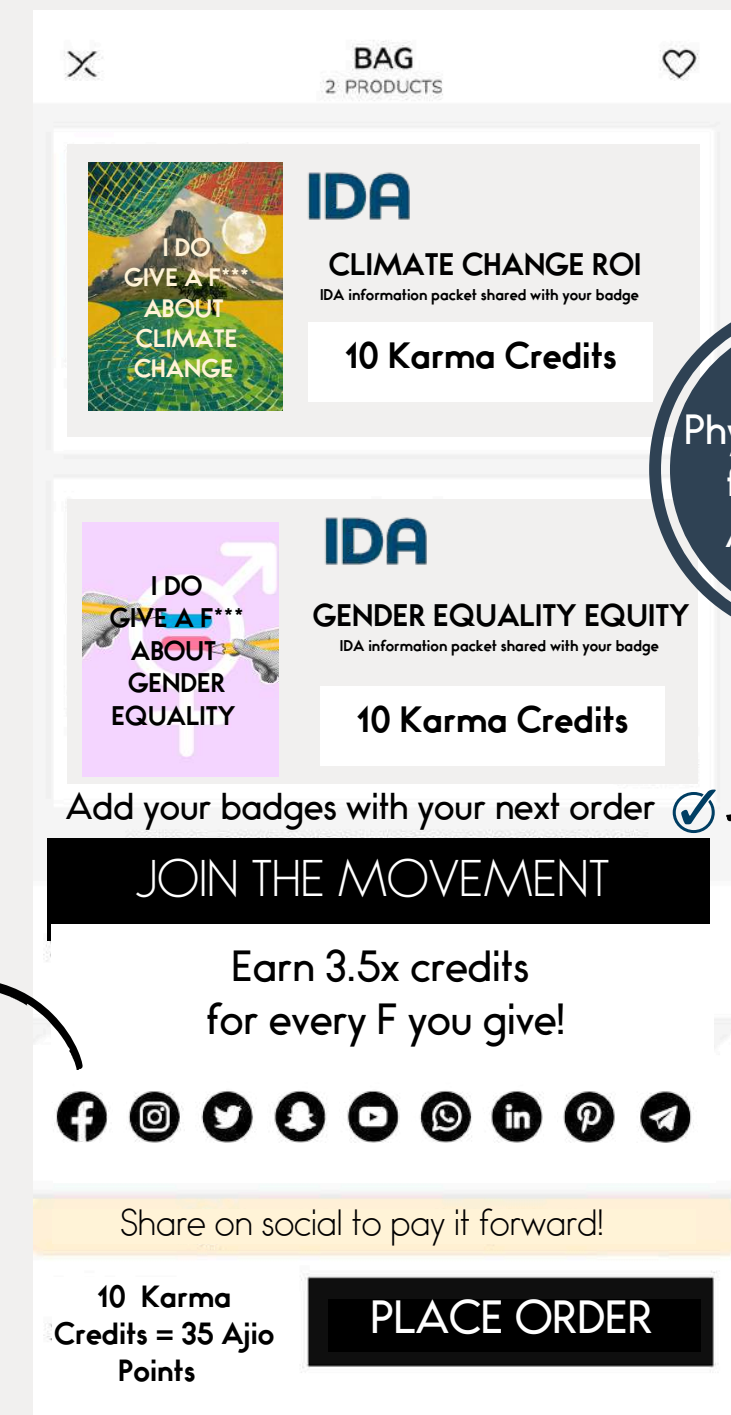 BAG
2 PRODUCTS
I DO
GIVE A F***
ABOUT
CLIMATE
CHANGE
IDA
CLIMATE CHANGE ROI
IDA information packet shared with your badge
10 Karma Credits
I DO
GIVE A F***
ABOUT
GENDER
EQUALITY
IDA
GENDER EQUALITY EQUITY
IDA information packet shared with your badge
10 Karma Credits
Add your badges with your next order
JOIN THE MOVEMENT
Earn 3.5x credits
for every F you give!
Share on social to pay it forward!
10 Karma
Credits = 35 Ajio
Points
PLACE ORDER